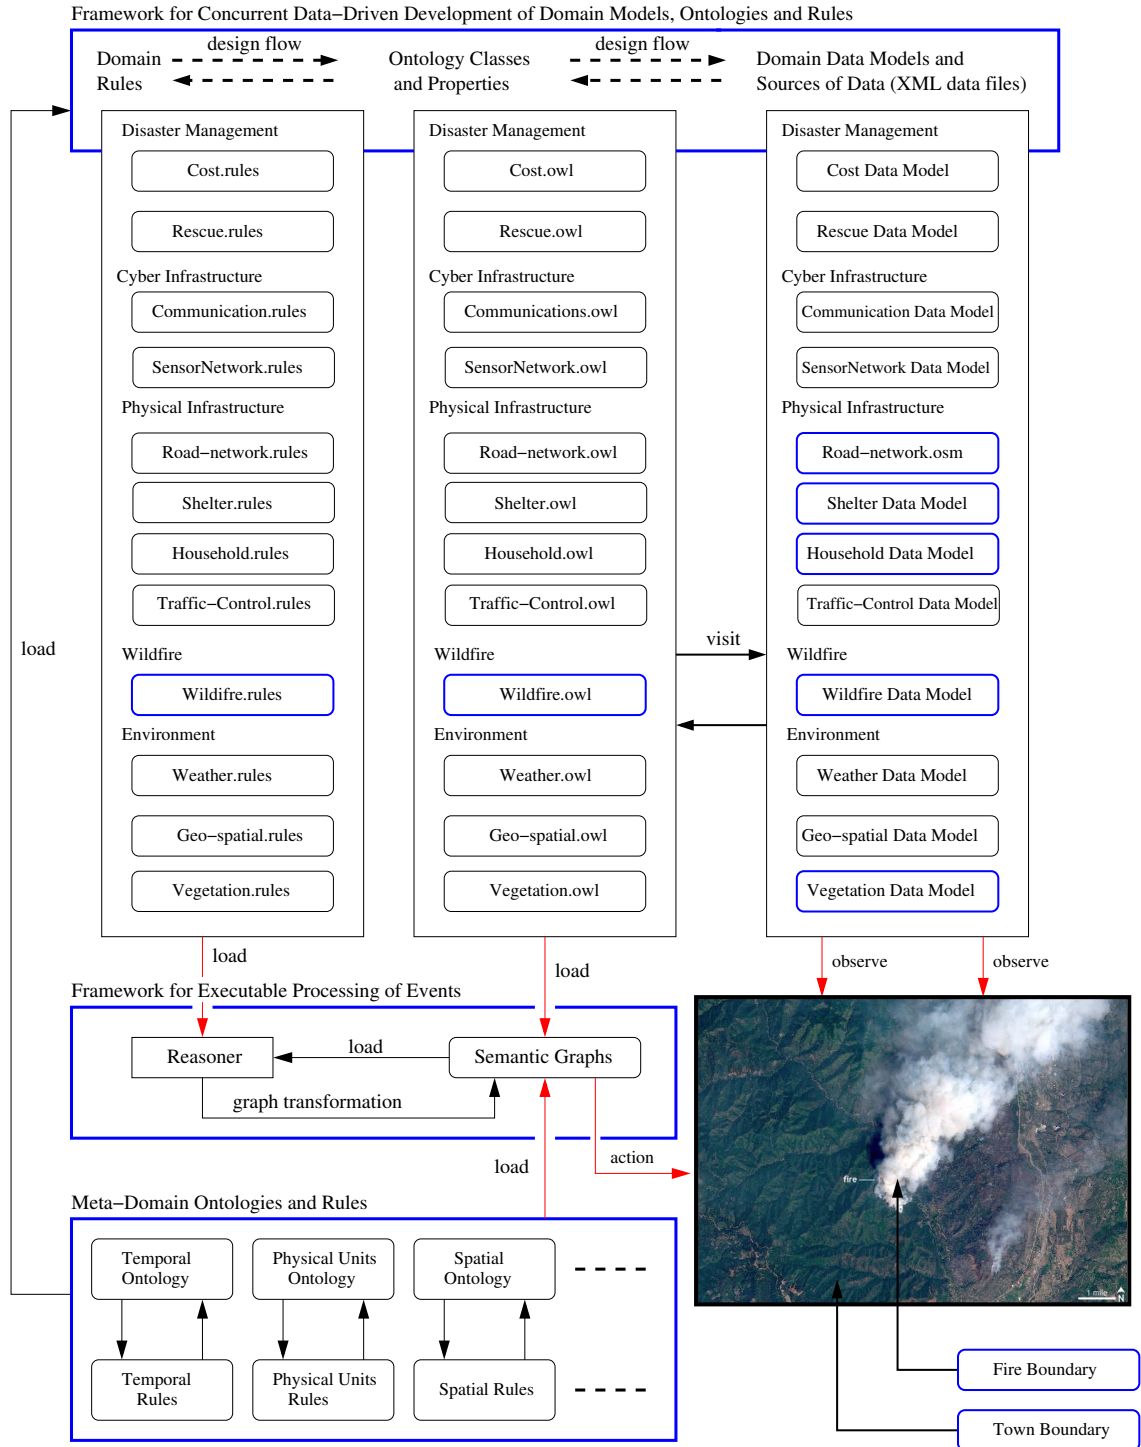 Framework for Concurrent Data−Driven Development of Domain Models, Ontologies and Rules
Domain
Rules
design flow
Ontology Classes
and Properties
design flow
Domain Data Models and
Sources of Data (XML data files)
Disaster Management
Cost.rules
Rescue.rules
Cyber Infrastructure
Communication.rules
SensorNetwork.rules
Physical Infrastructure
Road−network.rules
Shelter.rules
Household.rules
Traffic−Control.rules
Wildfire
Wildifre.rules
Environment
Weather.rules
Geo−spatial.rules
Vegetation.rules
Disaster Management
Cost.owl
Rescue.owl
Cyber Infrastructure
Communications.owl
SensorNetwork.owl
Physical Infrastructure
Road−network.owl
Shelter.owl
Household.owl
Traffic−Control.owl
Wildfire
Wildfire.owl
Environment
Weather.owl
Geo−spatial.owl
Vegetation.owl
visit
Disaster Management
Cost Data Model
Rescue Data Model
Cyber Infrastructure
Communication Data Model
SensorNetwork Data Model
Physical Infrastructure
Road−network.osm
Shelter Data Model
Household Data Model
Traffic−Control Data Model
Wildfire
Wildfire Data Model
Environment
Weather Data Model
Geo−spatial Data Model
Vegetation Data Model
load
load
load
observe
observe
Framework for Executable Processing of Events
Reasoner
load
Semantic Graphs
graph transformation
load
action
fire
1 mile
N
Meta−Domain Ontologies and Rules
Temporal
Ontology
Physical Units
Ontology
Spatial
Ontology
Temporal
Rules
Physical Units
Rules
Spatial Rules
Fire Boundary
Town Boundary